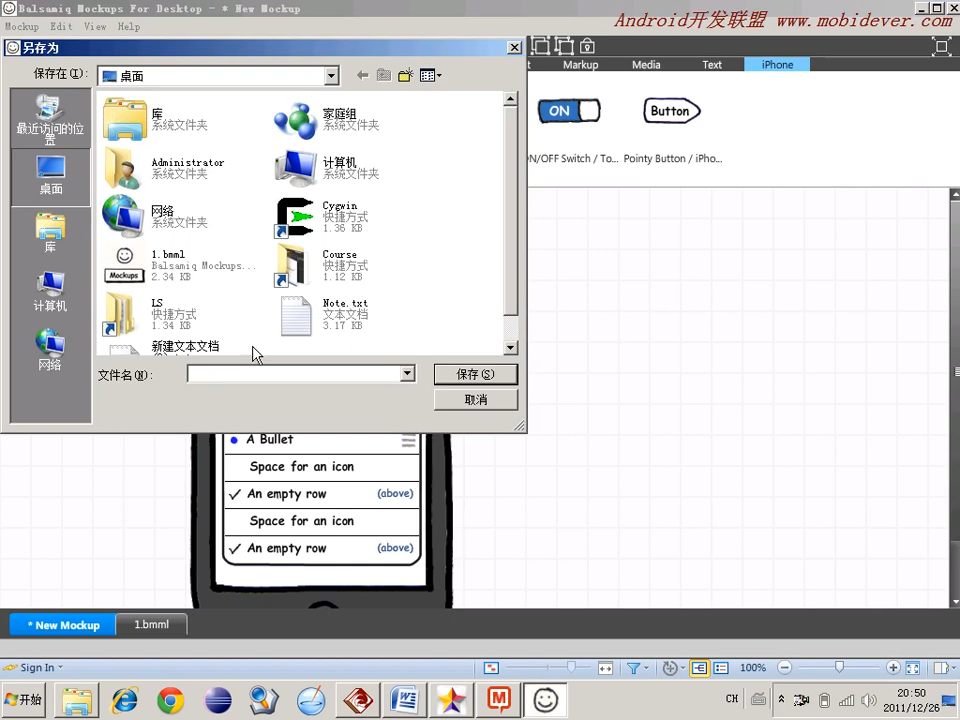 Balsamiq Mockups For Desktop - * New Mockup
Mockup Edit View Help
Android开发联盟 www.mobidever.com
另存为
保存在(I):
桌面
最近访问的位置
桌面
库
计算机
网络
库
系统文件夹
家庭组
系统文件夹
Administrator
系统文件夹
计算机
系统文件夹
网络
系统文件夹
Cygwin
快捷方式
1.36 KB
1.bmml
Balsamiq Mockups...
2.34 KB
Mockups
Course
快捷方式
1.12 KB
LS
快捷方式
1.34 KB
Note.txt
文本文档
3.17 KB
新建文本文档
文件名(N):
保存(S)
取消
t Markup Media Text iPhone
ON
Button
N/OFF Switch / To... Pointy Button / iPho...
A Bullet
Space for an icon
An empty row (above)
Space for an icon
An empty row (above)
* New Mockup
1.bmml
Sign In
100%
开始
CH
20:50
2011/12/26